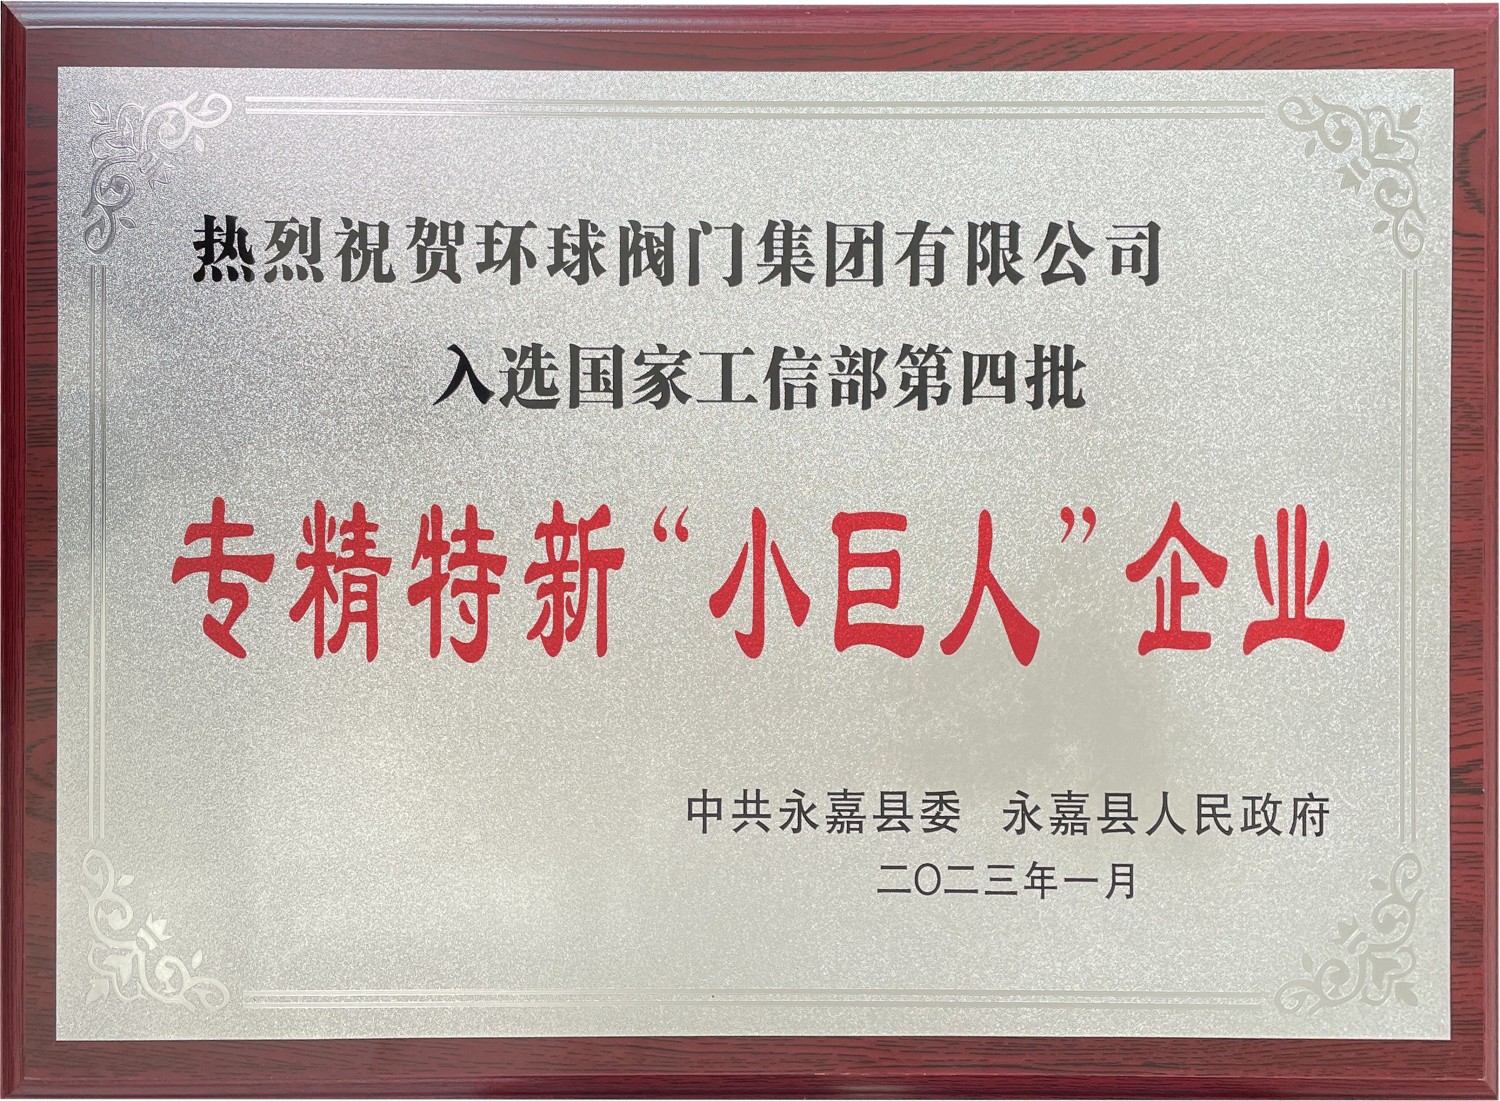 热烈祝贺环球阀门集团有限公司
入选国家工信部第四批
专精特新“小巨人”企业
中共永嘉县委 永嘉县人民政府
二〇二三年一月